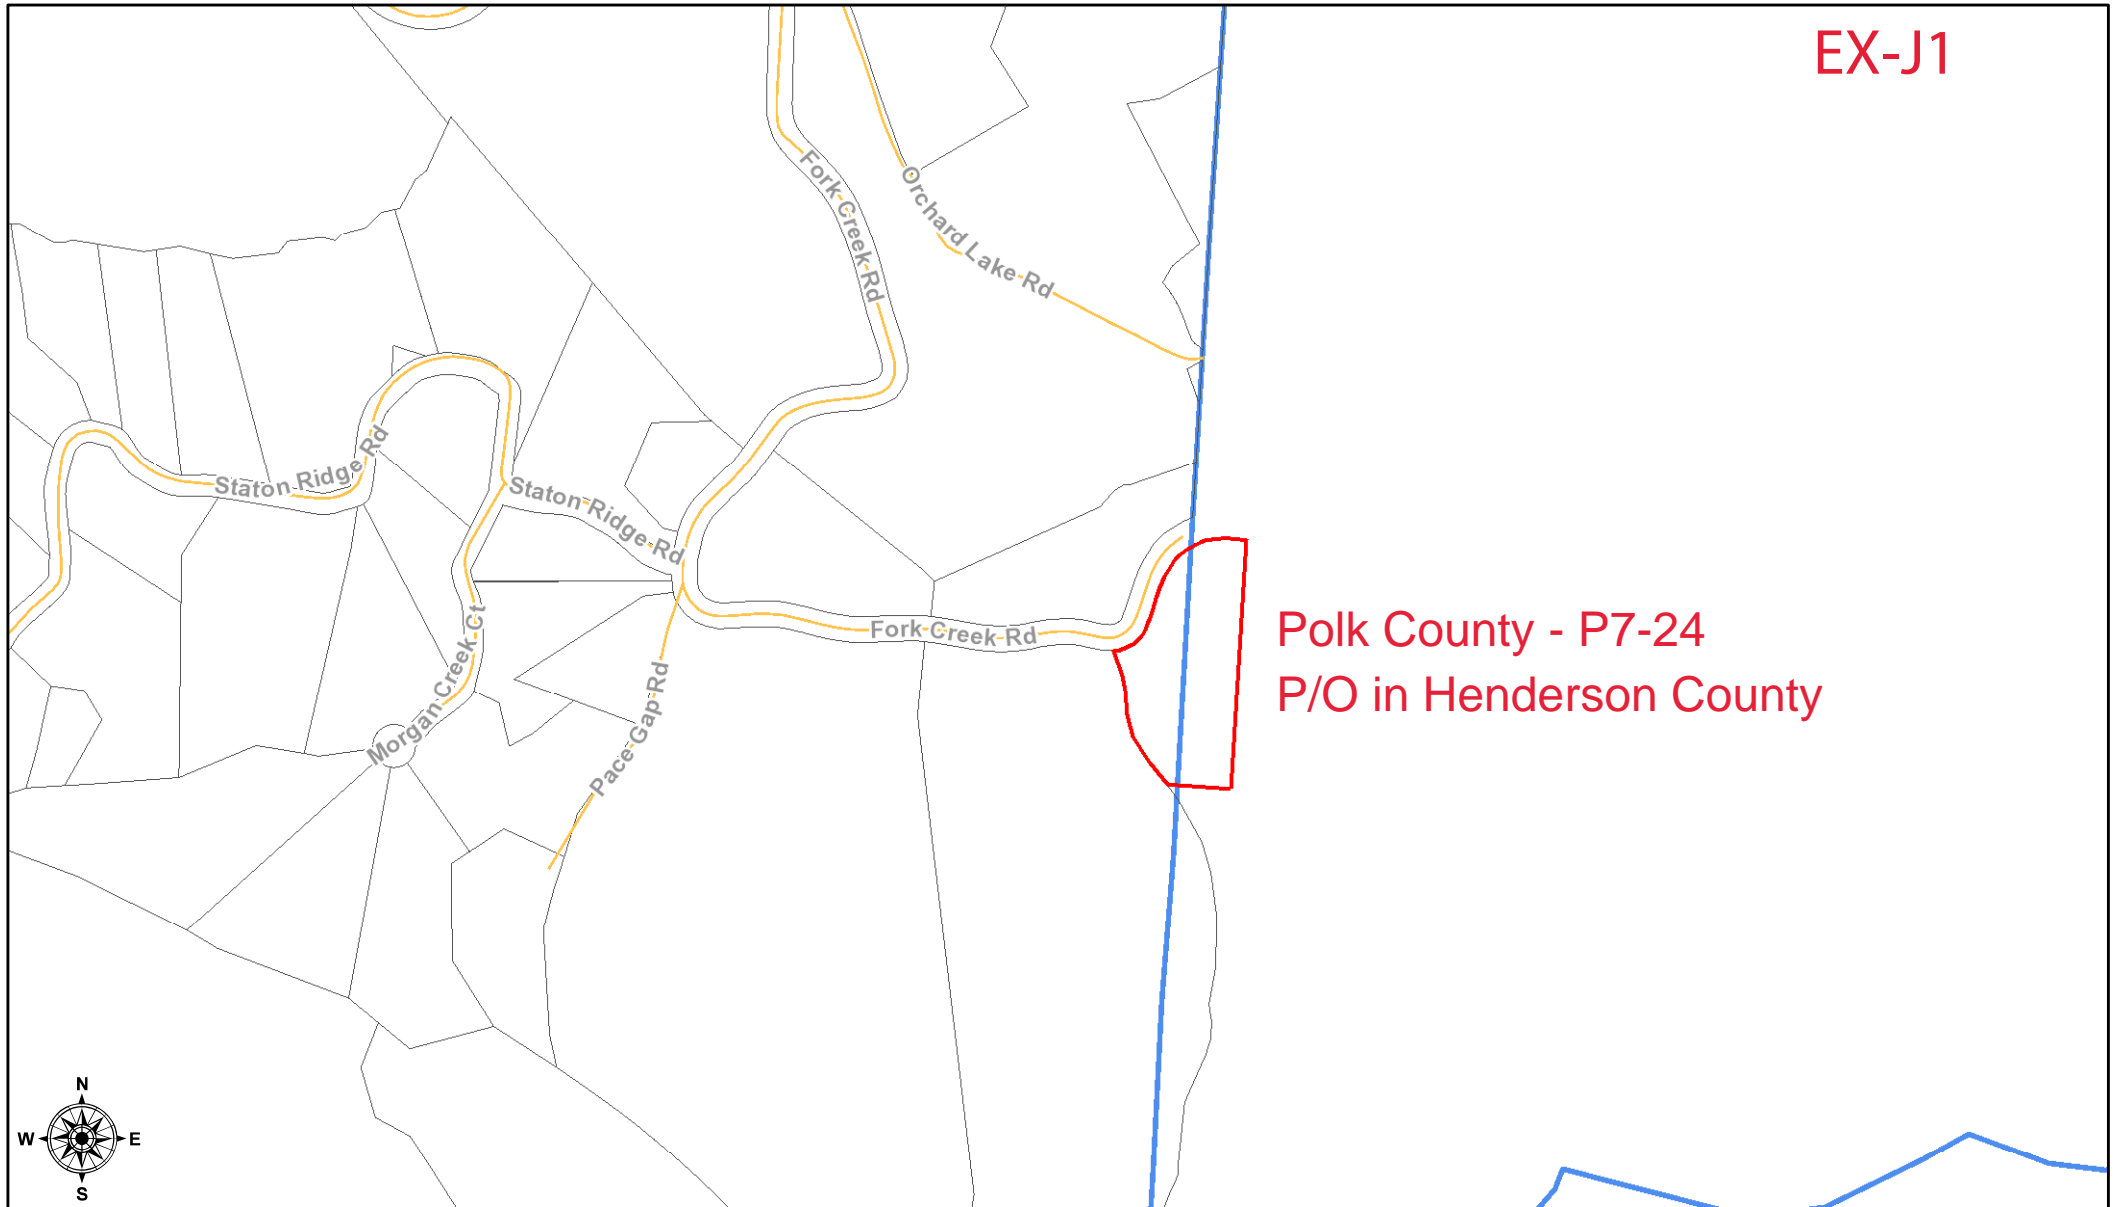 EX-J1
Fork Creek Rd
Orchard Lake Rd
Staton Ridge Rd
Staton Ridge Rd
Fork Creek Rd
Morgan Creek Ct
Pace Gap Rd
Polk County - P7-24
P/O in Henderson County
N
W E
S